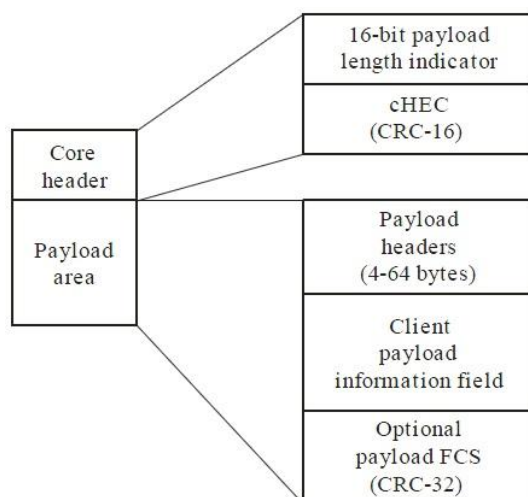 16-bit payload
length indicator
cHEC
(CRC-16)
Core
header
Payload
area
Payload
headers
(4-64 bytes)
Client
payload
information field
Optional
payload FCS
(CRC-32)